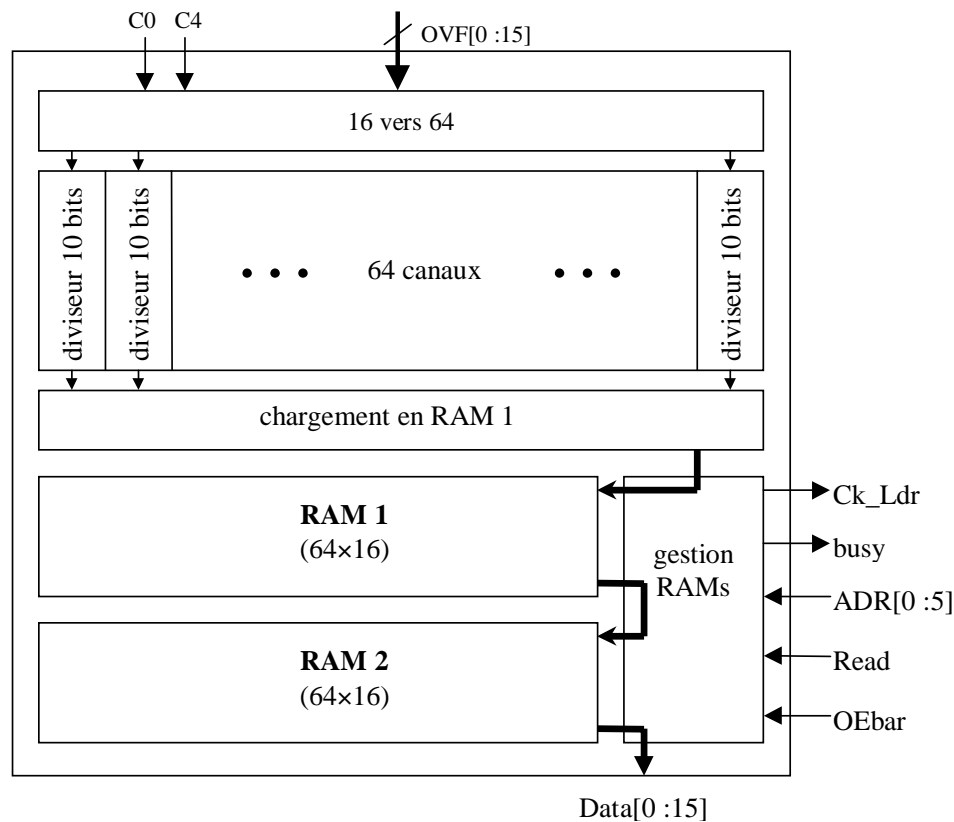 C0 C4
OVF[0 :15]
16 vers 64
diviseur 10 bits
diviseur 10 bits
• • • 64 canaux • • •
diviseur 10 bits
chargement en RAM 1
RAM 1
(64×16)
gestion
RAMs
RAM 2
(64×16)
Ck_Ldr
busy
ADR[0 :5]
Read
OEbar
Data[0 :15]